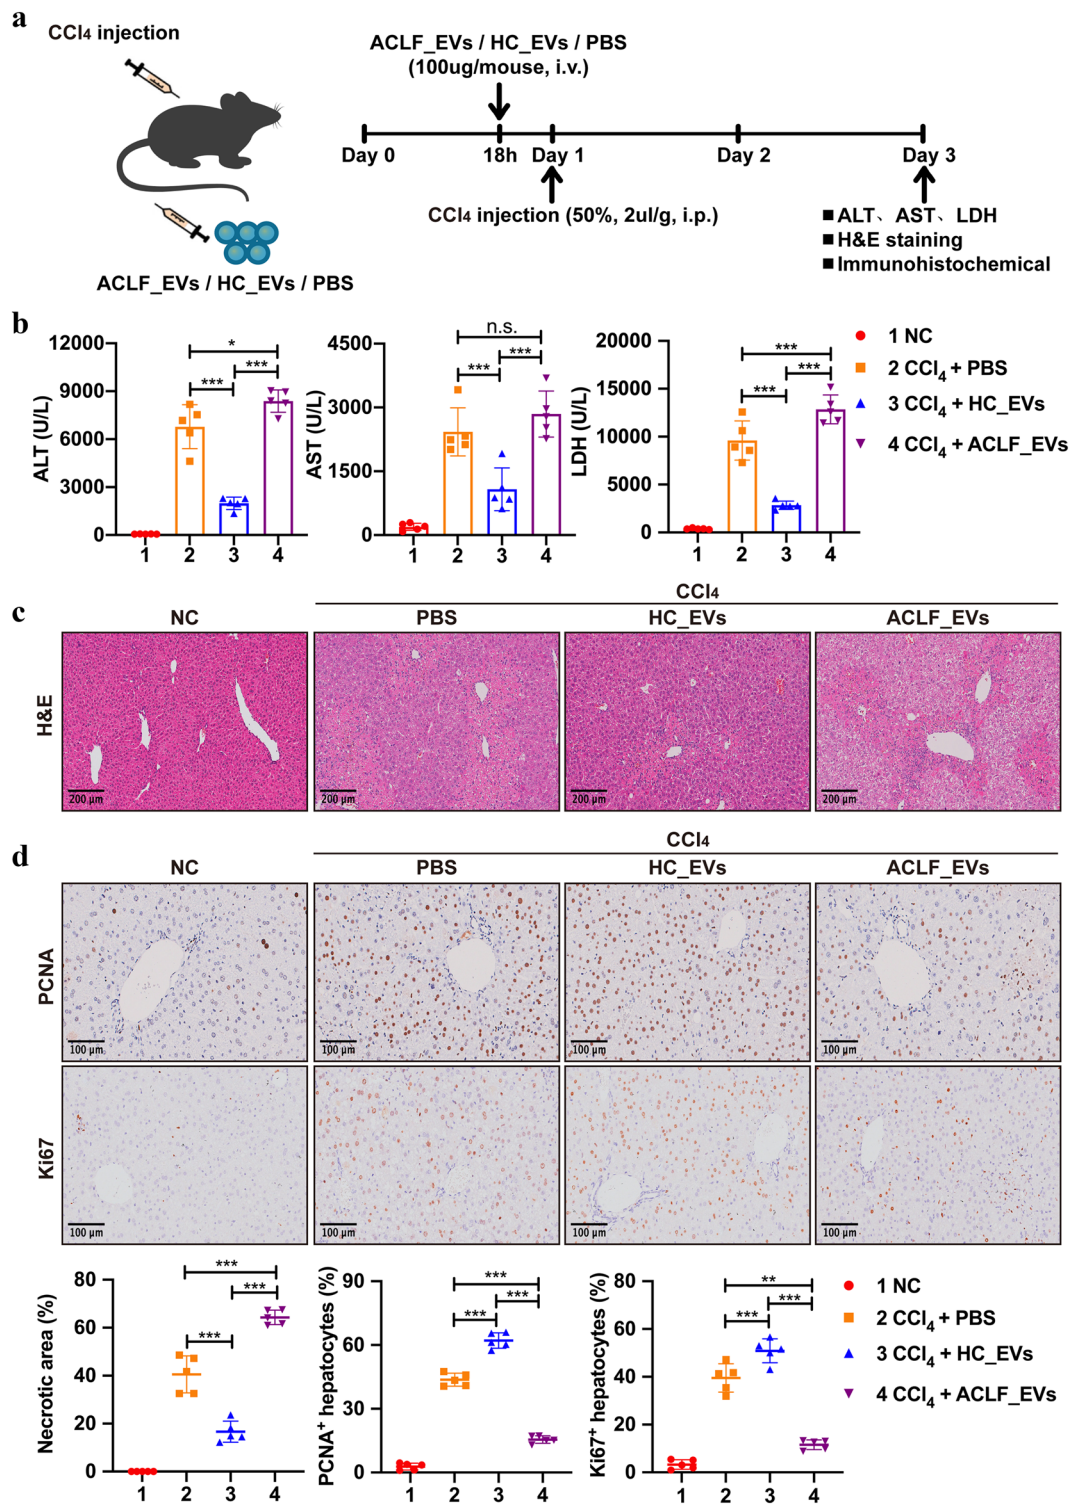 a
CCl4 injection
ACLF_EVs / HC_EVs / PBS
ACLF_EVs / HC_EVs / PBS
(100ug/mouse, i.v.)
Day 0 18h Day 1 Day 2 Day 3
CCl4 injection (50%, 2ul/g, i.p.)
■ ALT、AST、LDH
■ H&E staining
■ Immunohistochemical
b
ALT (U/L)
12000
9000
6000
3000
0
* *** ***
1 2 3 4
AST (U/L)
4500
3000
1500
0
n.s. *** ***
1 2 3 4
LDH (U/L)
20000
15000
10000
5000
0
*** *** ***
1 2 3 4
1 NC
2 CCl4 + PBS
3 CCl4 + HC_EVs
4 CCl4 + ACLF_EVs
c
CCl4
NC PBS HC_EVs ACLF_EVs
H&E
200 μm 200 μm 200 μm 200 μm
d
CCl4
NC PBS HC_EVs ACLF_EVs
PCNA
100 μm 100 μm 100 μm 100 μm
Ki67
100 μm 100 μm 100 μm 100 μm
Necrotic area (%)
80
60
40
20
0
*** *** ***
1 2 3 4
PCNA+ hepatocytes (%)
90
60
30
0
*** *** ***
1 2 3 4
Ki67+ hepatocytes (%)
80
60
40
20
0
** *** ***
1 2 3 4
1 NC
2 CCl4 + PBS
3 CCl4 + HC_EVs
4 CCl4 + ACLF_EVs